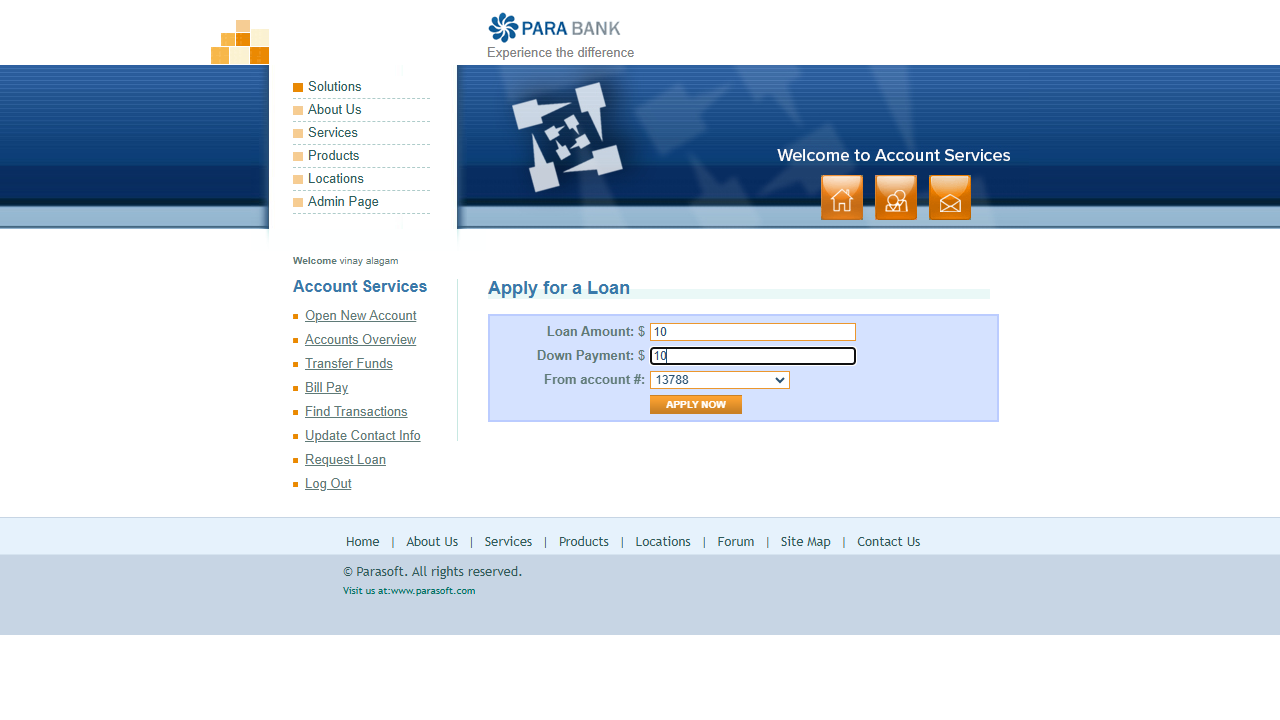 PARA BANK
Experience the difference
Solutions
About Us
Services
Products
Locations
Admin Page
Welcome to Account Services
Welcome vinay alagam
Account Services
Open New Account
Accounts Overview
Transfer Funds
Bill Pay
Find Transactions
Update Contact Info
Request Loan
Log Out
Apply for a Loan
Loan Amount: $ 10
Down Payment: $ 10
From account #: 13788
APPLY NOW
Home | About Us | Services | Products | Locations | Forum | Site Map | Contact Us
© Parasoft. All rights reserved.
Visit us at:www.parasoft.com